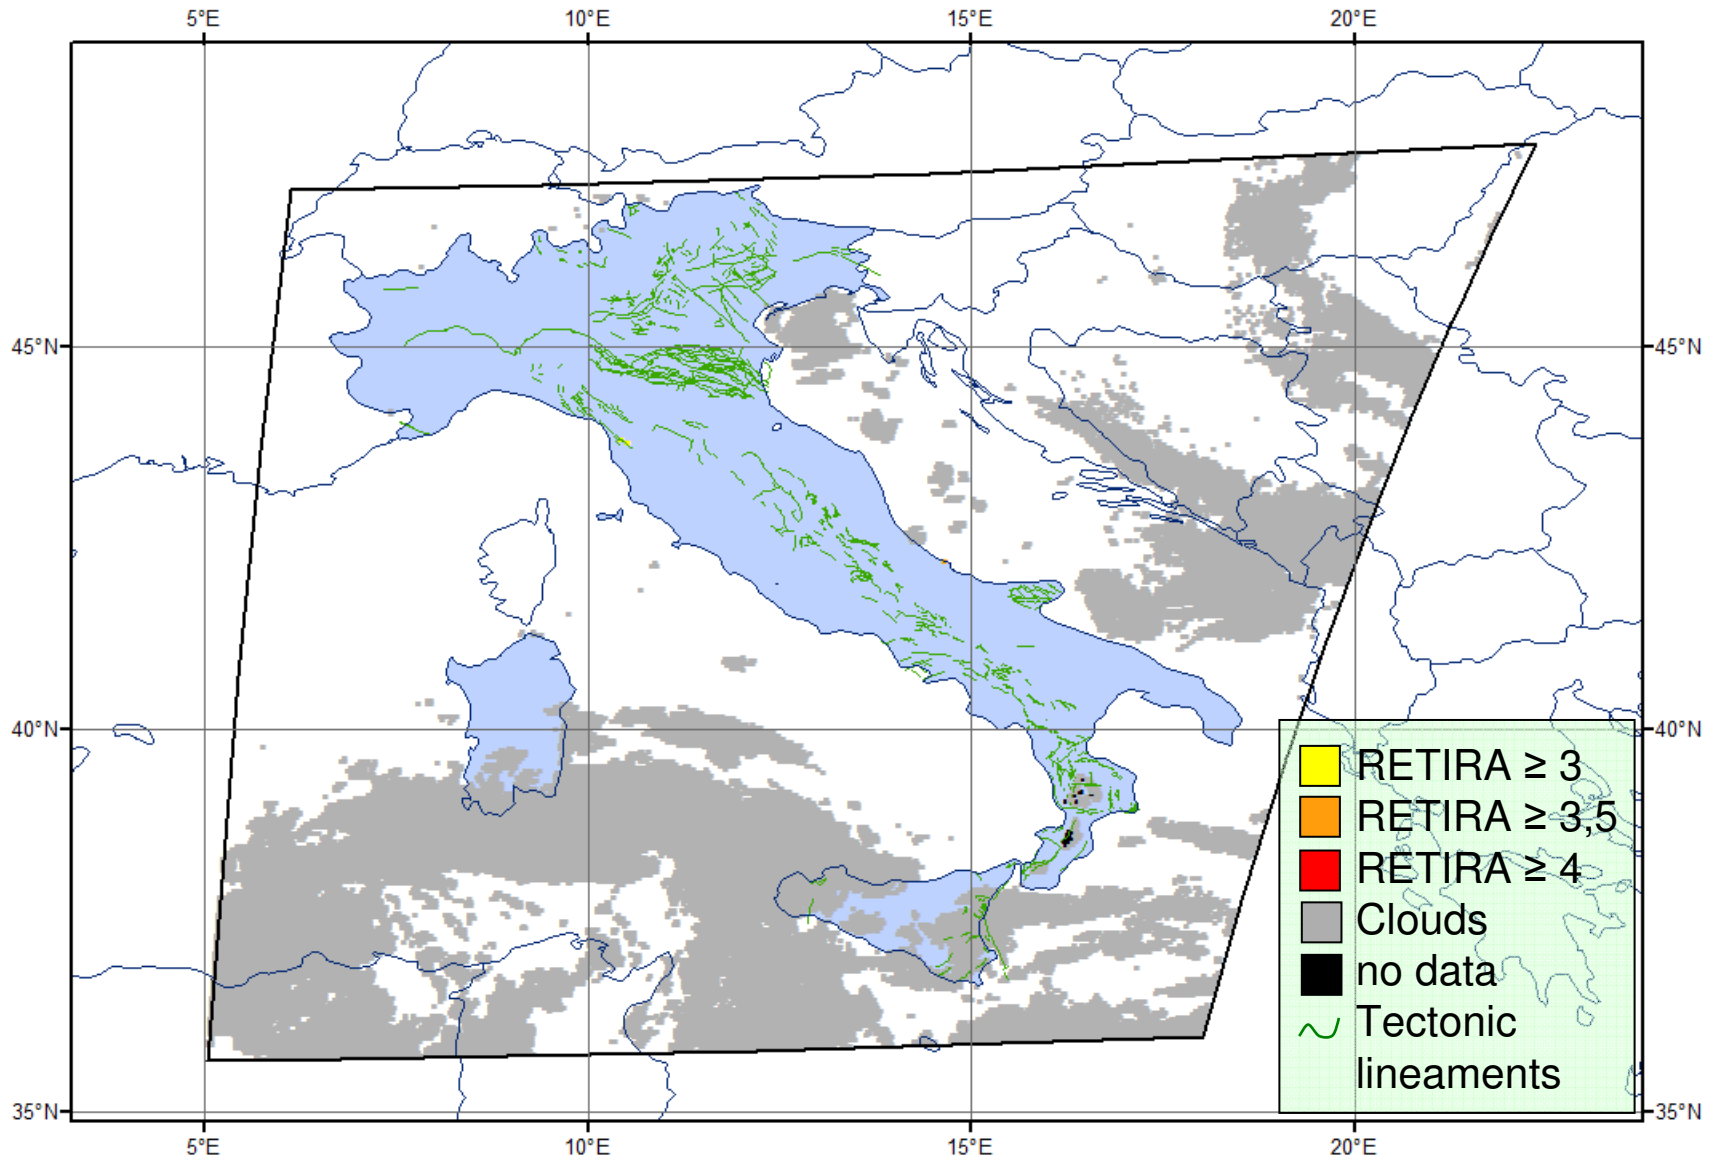 5°E 10°E 15°E 20°E
45°N 45°N
40°N 40°N
RETIRA ≥ 3
RETIRA ≥ 3,5
RETIRA ≥ 4
Clouds
no data
Tectonic
lineaments
35°N 35°N
5°E 10°E 15°E 20°E